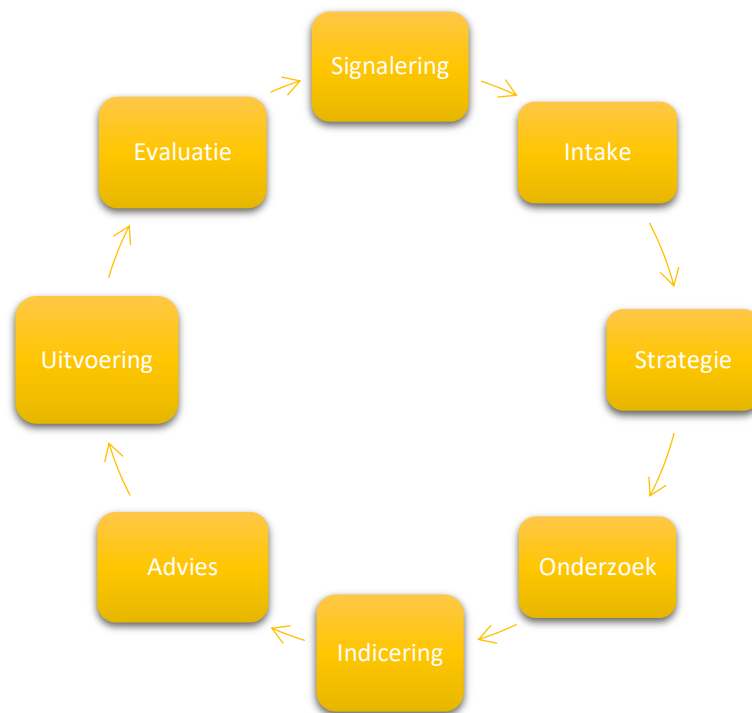 Signalering
Intake
Strategie
Onderzoek
Indicering
Advies
Uitvoering
Evaluatie